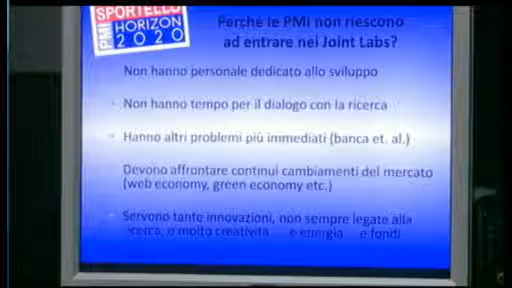 SPORTELLO
PMI
HORIZON
2020
Perchè le PMI non riescono
ad entrare nei Joint Labs?
Non hanno personale dedicato allo sviluppo
Non hanno tempo per il dialogo con la ricerca
Hanno altri problemi più immediati (banca et. al.)
Devono affrontare continui cambiamenti del mercato
(web economy, green economy etc.)
Servono tante innovazioni, non sempre legate alla
ricerca, e molto creatività ... e energia ... e fondi